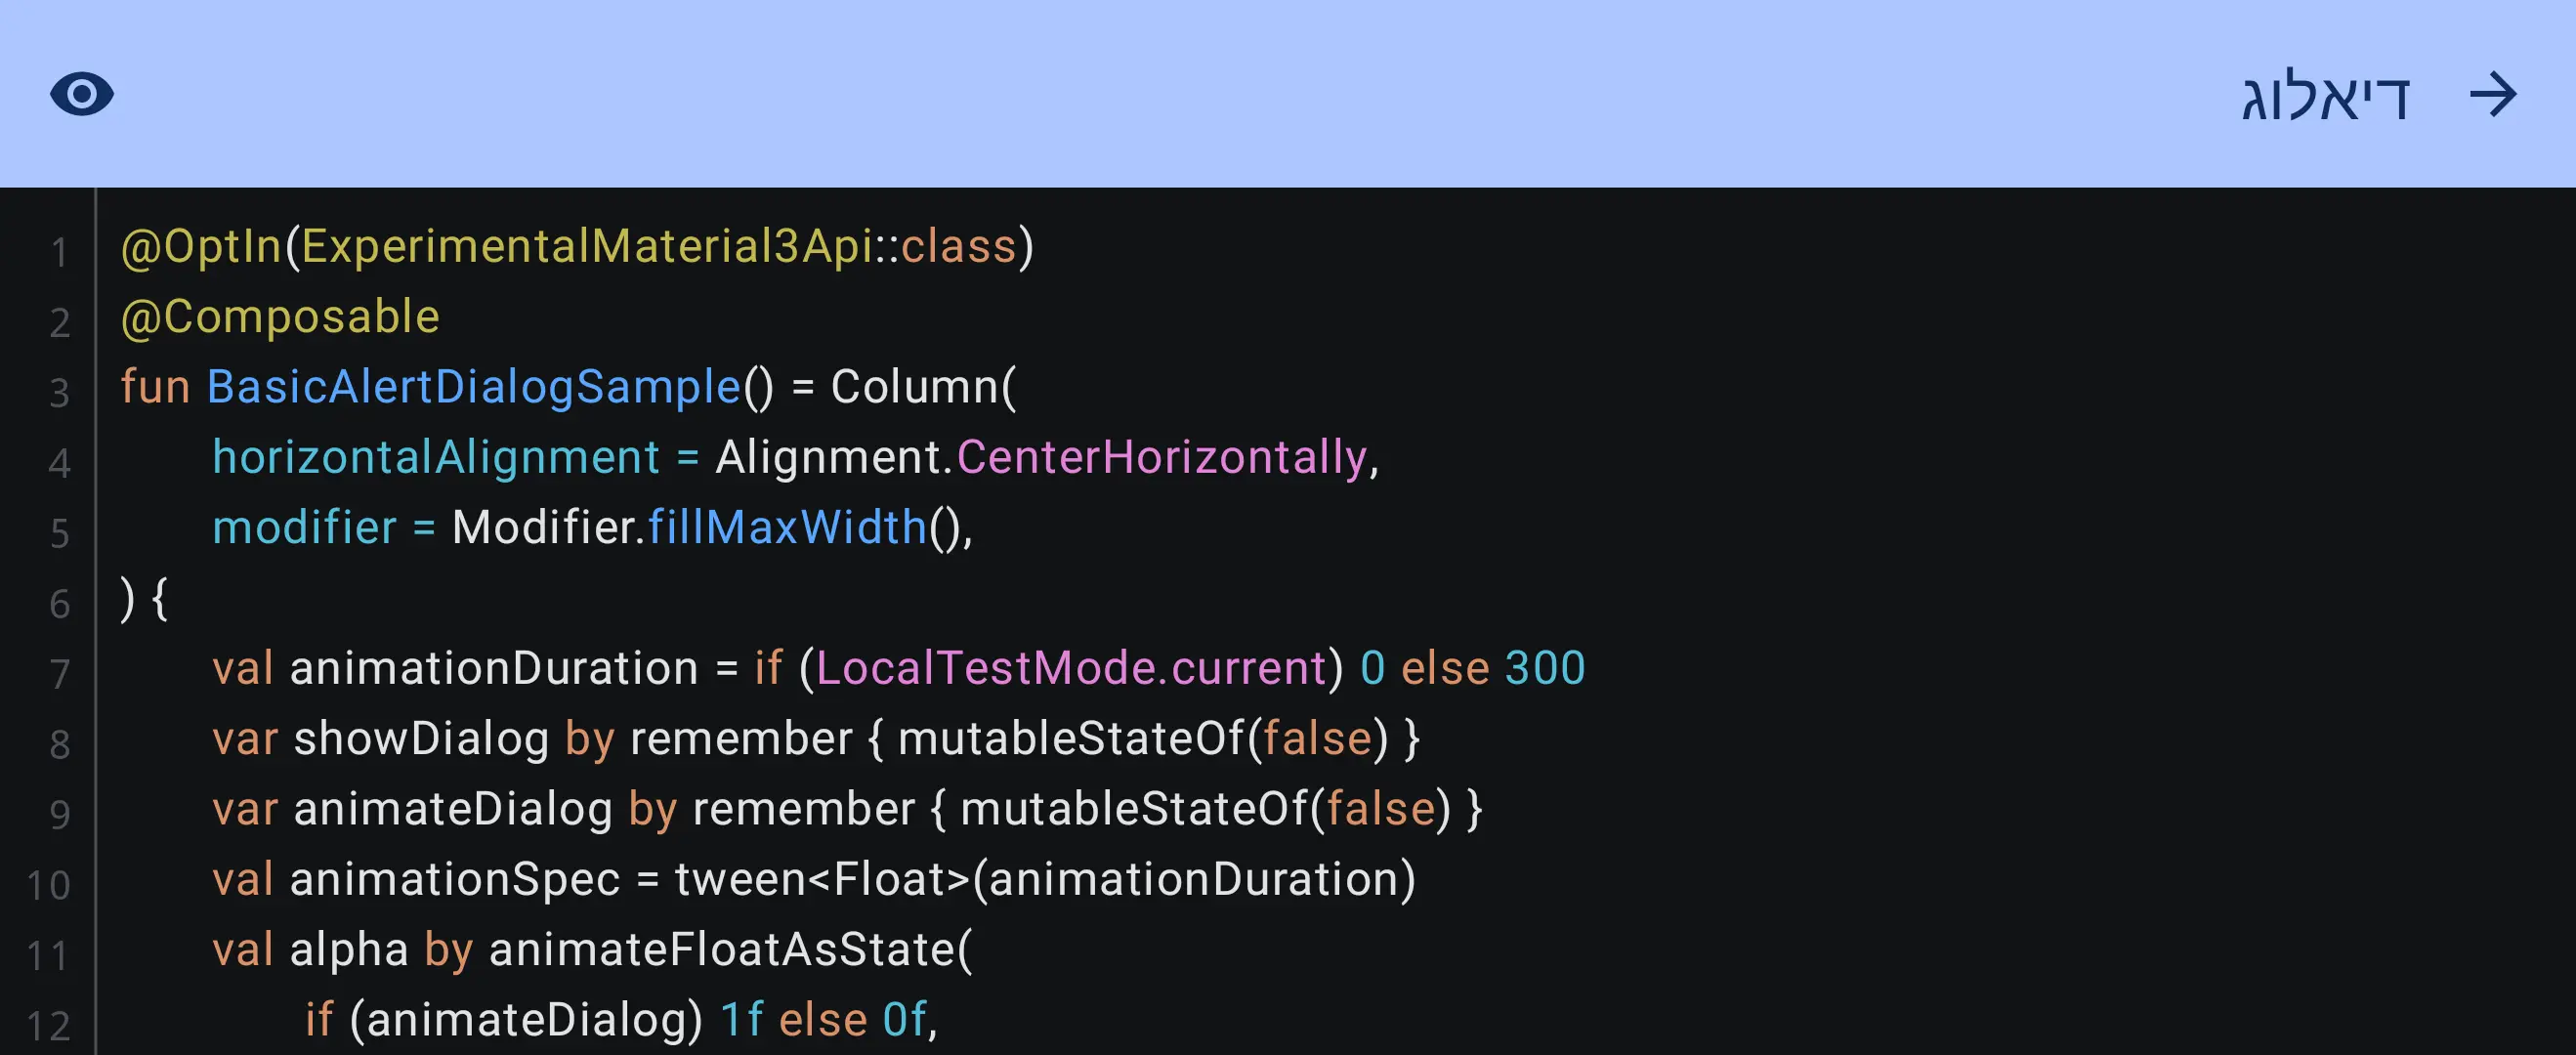 דיאלוג
1 @OptIn(ExperimentalMaterial3Api::class)
2 @Composable
3 fun BasicAlertDialogSample() = Column(
4 horizontalAlignment = Alignment.CenterHorizontally,
5 modifier = Modifier.fillMaxWidth(),
6 ) {
7 val animationDuration = if (LocalTestMode.current) 0 else 300
8 var showDialog by remember { mutableStateOf(false) }
9 var animateDialog by remember { mutableStateOf(false) }
10 val animationSpec = tween<Float>(animationDuration)
11 val alpha by animateFloatAsState(
12 if (animateDialog) 1f else 0f,